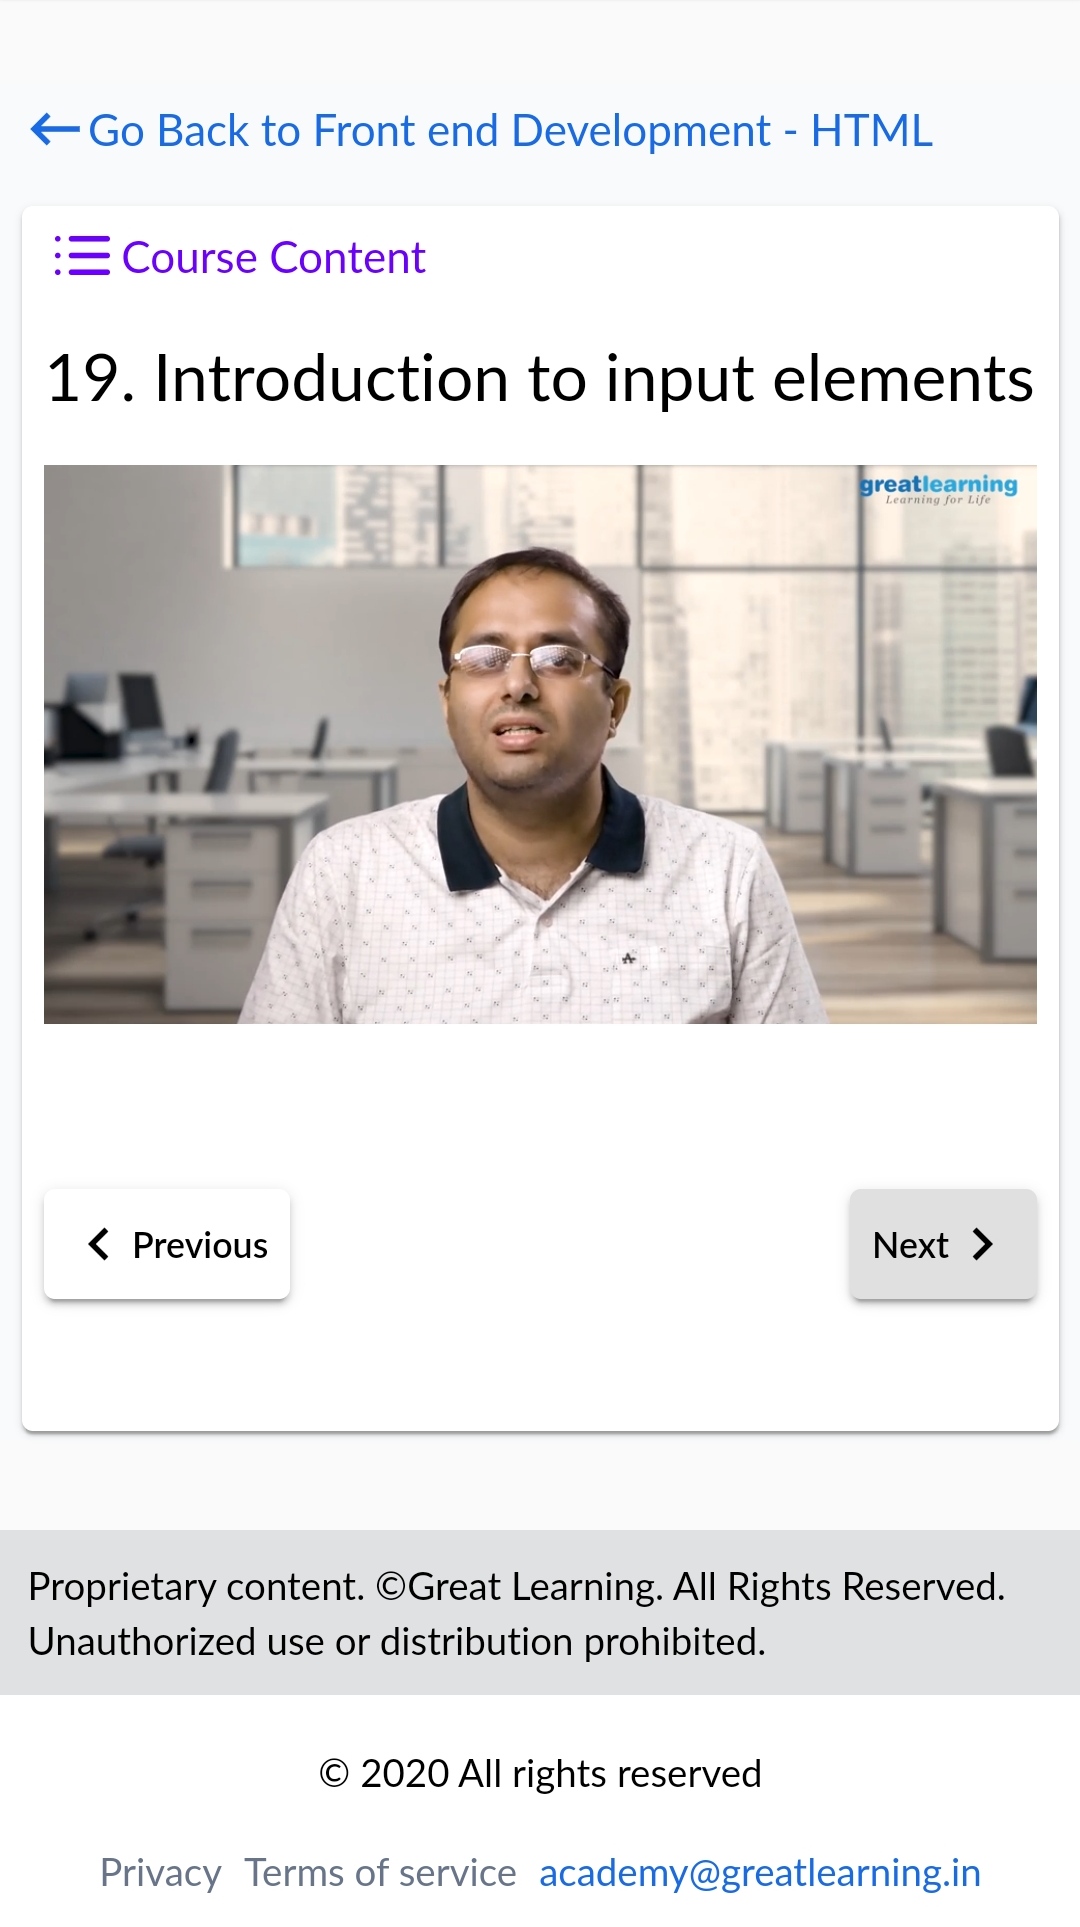 Go Back to Front end Development - HTML
Course Content
19. Introduction to input elements
greatlearning
Learning for Life
Previous
Next
Proprietary content. ©Great Learning. All Rights Reserved.
Unauthorized use or distribution prohibited.
© 2020 All rights reserved
Privacy Terms of service academy@greatlearning.in